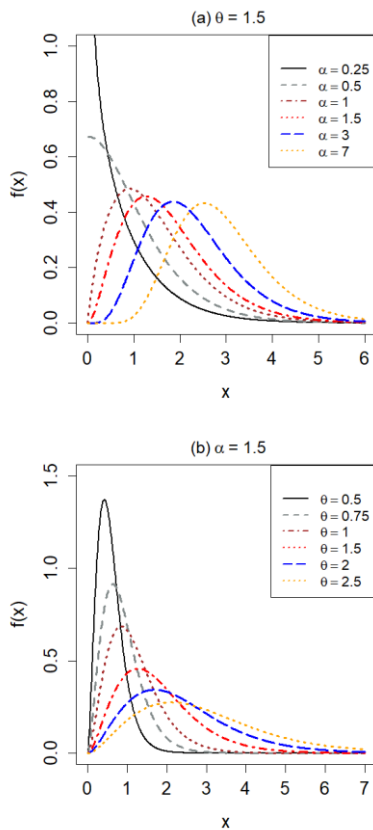 (a) θ = 1.5
f(x)
1.0
0.8
0.6
0.4
0.2
0.0
α = 0.25
α = 0.5
α = 1
α = 1.5
α = 3
α = 7
0 1 2 3 4 5 6
x
(b) α = 1.5
f(x)
1.5
1.0
0.5
0.0
θ = 0.5
θ = 0.75
θ = 1
θ = 1.5
θ = 2
θ = 2.5
0 1 2 3 4 5 6 7
x